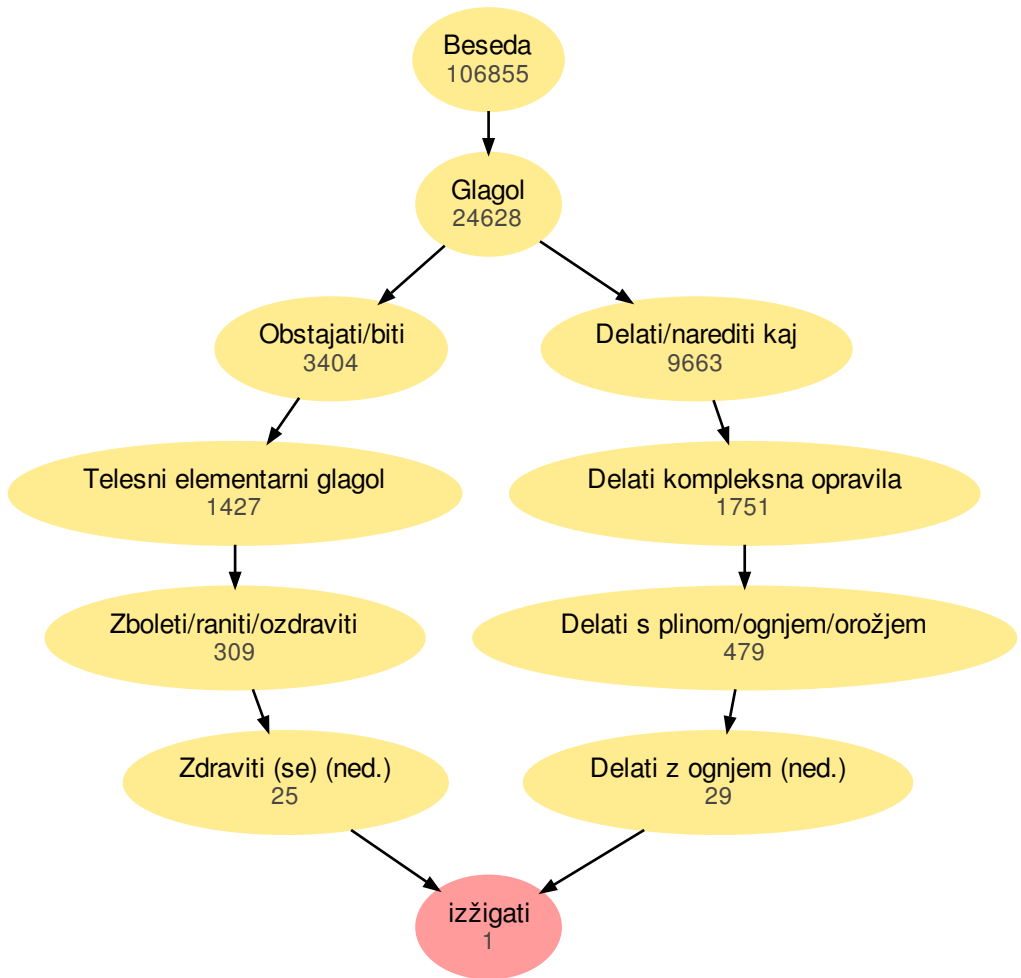 Beseda
106855
Glagol
24628
Obstajati/biti
3404
Delati/narediti kaj
9663
Telesni elementarni glagol
1427
Delati kompleksna opravila
1751
Zboleti/raniti/ozdraviti
309
Delati s plinom/ognjem/orožjem
479
Zdraviti (se) (ned.)
25
Delati z ognjem (ned.)
29
izžigati
1